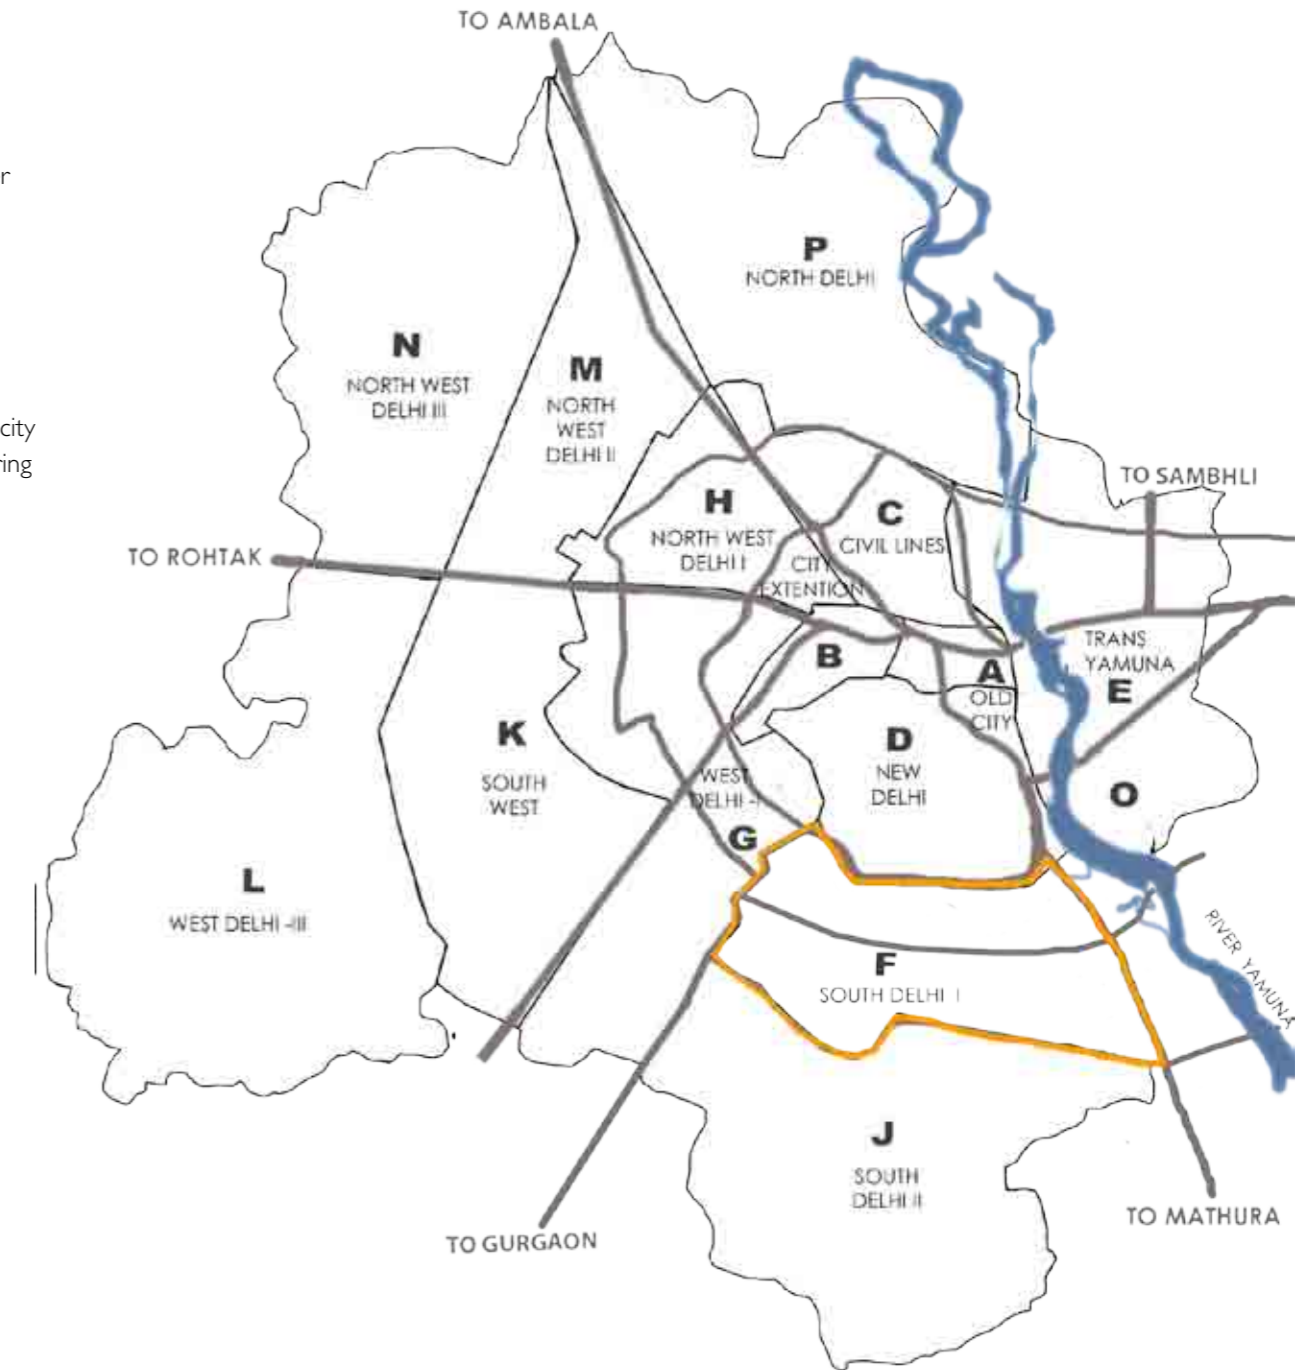 TO AMBALA
r
P
NORTH DELHI
N
NORTH WEST
DELHI III
M
NORTH
WEST
DELHI II
city
ring
TO SAMBHLI
H
NORTH WEST
DELHI I
C
CIVIL LINES
TO ROHTAK
CITY
EXTENTION
B
A
OLD
CITY
TRANS
YAMUNA
E
K
SOUTH
WEST
D
NEW
DELHI
WEST
DELHI -I
O
G
L
WEST DELHI -III
F
SOUTH DELHI I
RIVER YAMUNA
J
SOUTH
DELHI II
TO MATHURA
TO GURGAON